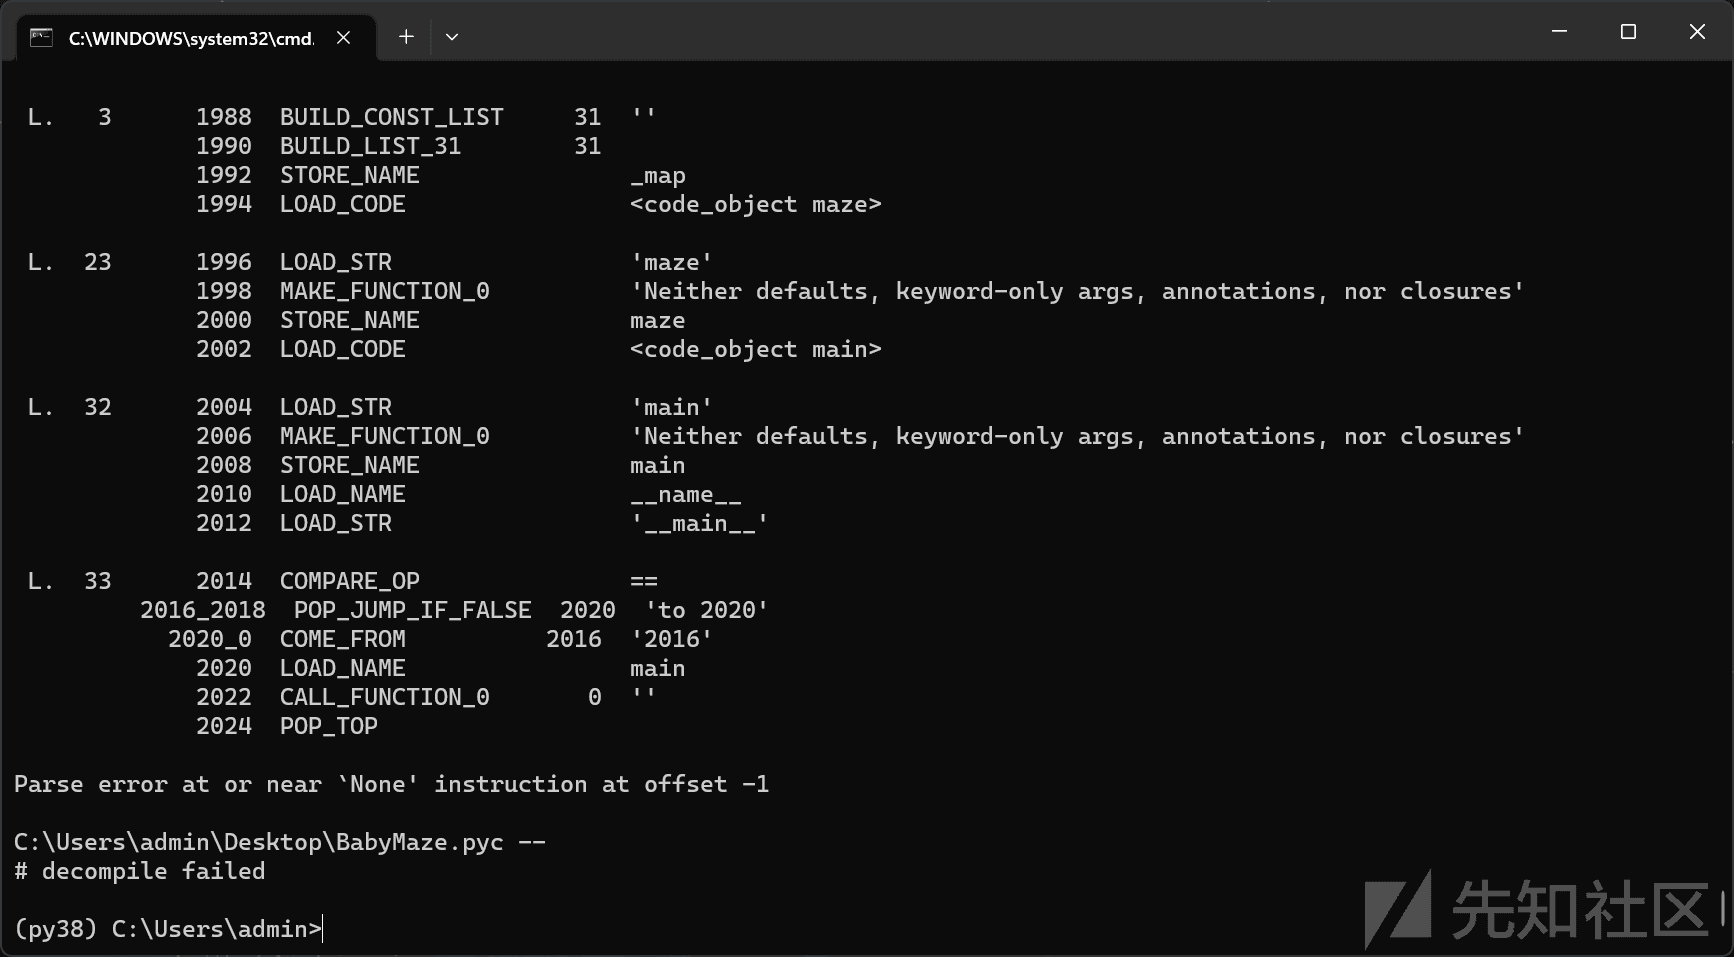 C:\WINDOWS\system32\cmd.
L. 3 1988 BUILD_CONST_LIST 31 ''
1990 BUILD_LIST_31 31
1992 STORE_NAME _map
1994 LOAD_CODE <code_object maze>
L. 23 1996 LOAD_STR 'maze'
1998 MAKE_FUNCTION_0 'Neither defaults, keyword-only args, annotations, nor closures'
2000 STORE_NAME maze
2002 LOAD_CODE <code_object main>
L. 32 2004 LOAD_STR 'main'
2006 MAKE_FUNCTION_0 'Neither defaults, keyword-only args, annotations, nor closures'
2008 STORE_NAME main
2010 LOAD_NAME __name__
2012 LOAD_STR '__main__'
L. 33 2014 COMPARE_OP ==
2016_2018 POP_JUMP_IF_FALSE 2020 'to 2020'
2020_0 COME_FROM 2016 '2016'
2020 LOAD_NAME main
2022 CALL_FUNCTION_0 0 ''
2024 POP_TOP
Parse error at or near `None' instruction at offset -1
C:\Users\admin\Desktop\BabyMaze.pyc --
# decompile failed
(py38) C:\Users\admin>
先知社区